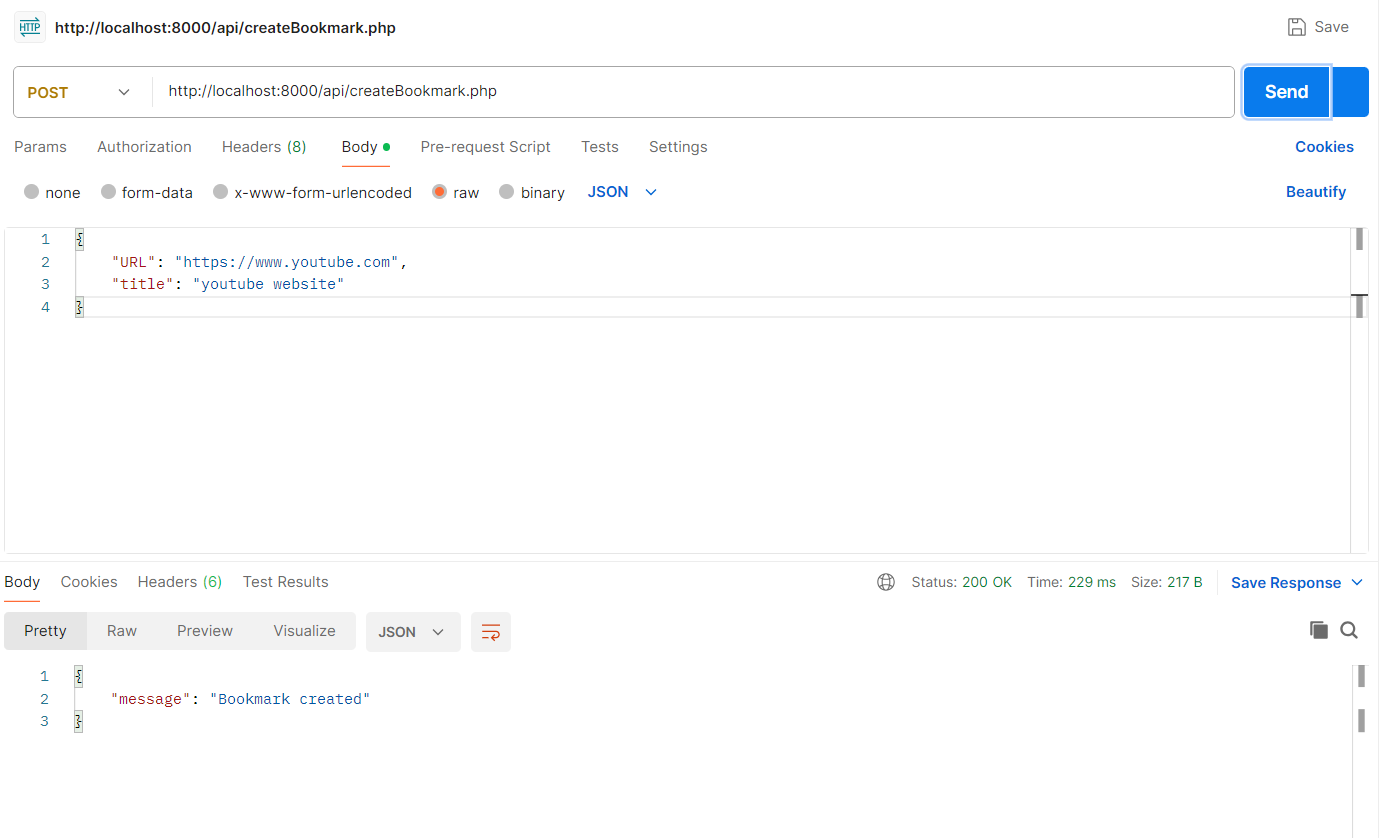 HTTP http://localhost:8000/api/createBookmark.php Save
POST http://localhost:8000/api/createBookmark.php Send
Params Authorization Headers (8) Body Pre-request Script Tests Settings Cookies
none form-data x-www-form-urlencoded raw binary JSON Beautify
1 {
2 "URL": "https://www.youtube.com",
3 "title": "youtube website"
4 }
Body Cookies Headers (6) Test Results Status: 200 OK Time: 229 ms Size: 217 B Save Response
Pretty Raw Preview Visualize JSON
1 {
2 "message": "Bookmark created"
3 }